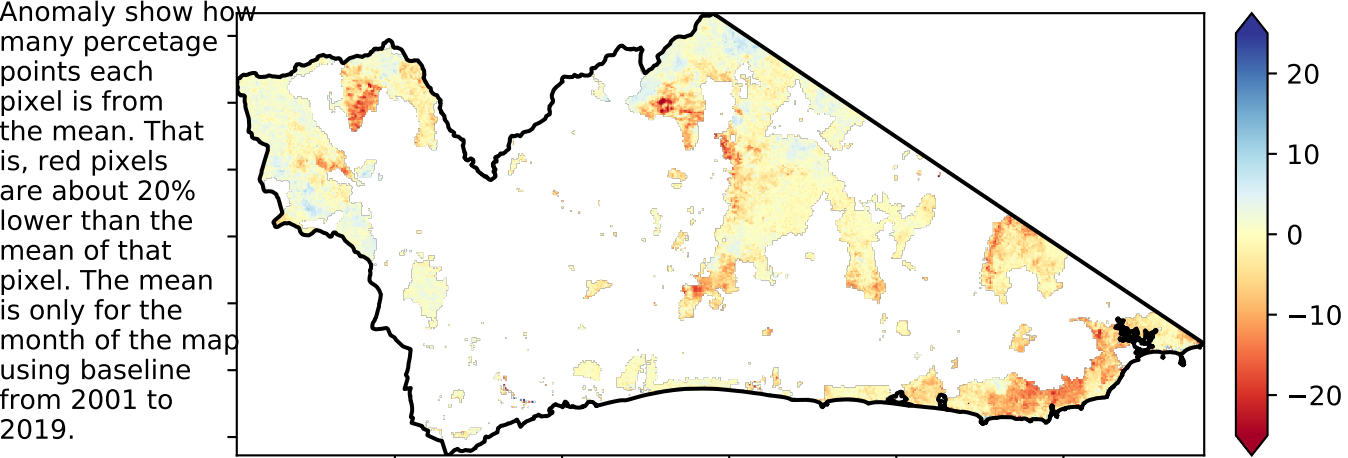 Anomaly show how
many percetage
points each
pixel is from
the mean. That
is, red pixels
are about 20%
lower than the
mean of that
pixel. The mean
is only for the
month of the map
using baseline
from 2001 to
2019.
20
10
0
−10
−20